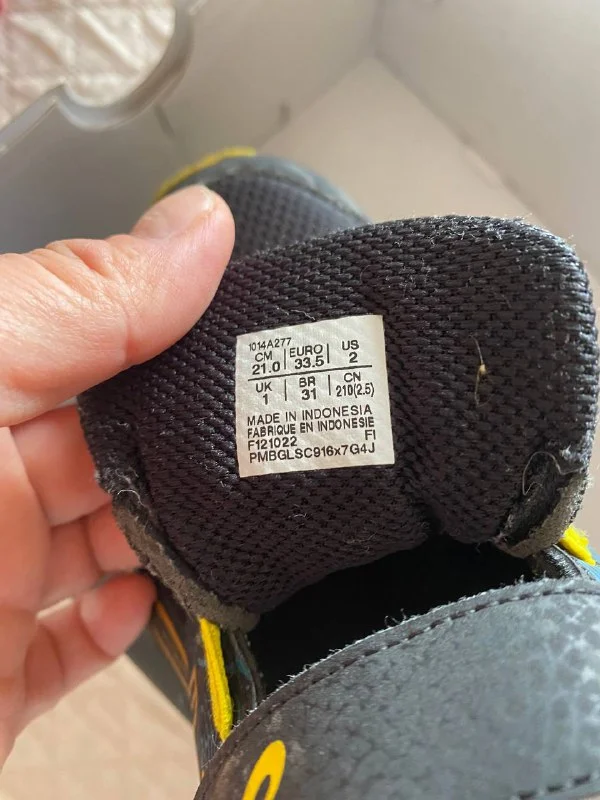 1014A277
CM EURO US
21.0 33.5 2
UK BR CN
1 31 210(2.5)
MADE IN INDONESIA
FABRIQUE EN INDONESIE
F121022 FI
PMBGLSC916x7G4J